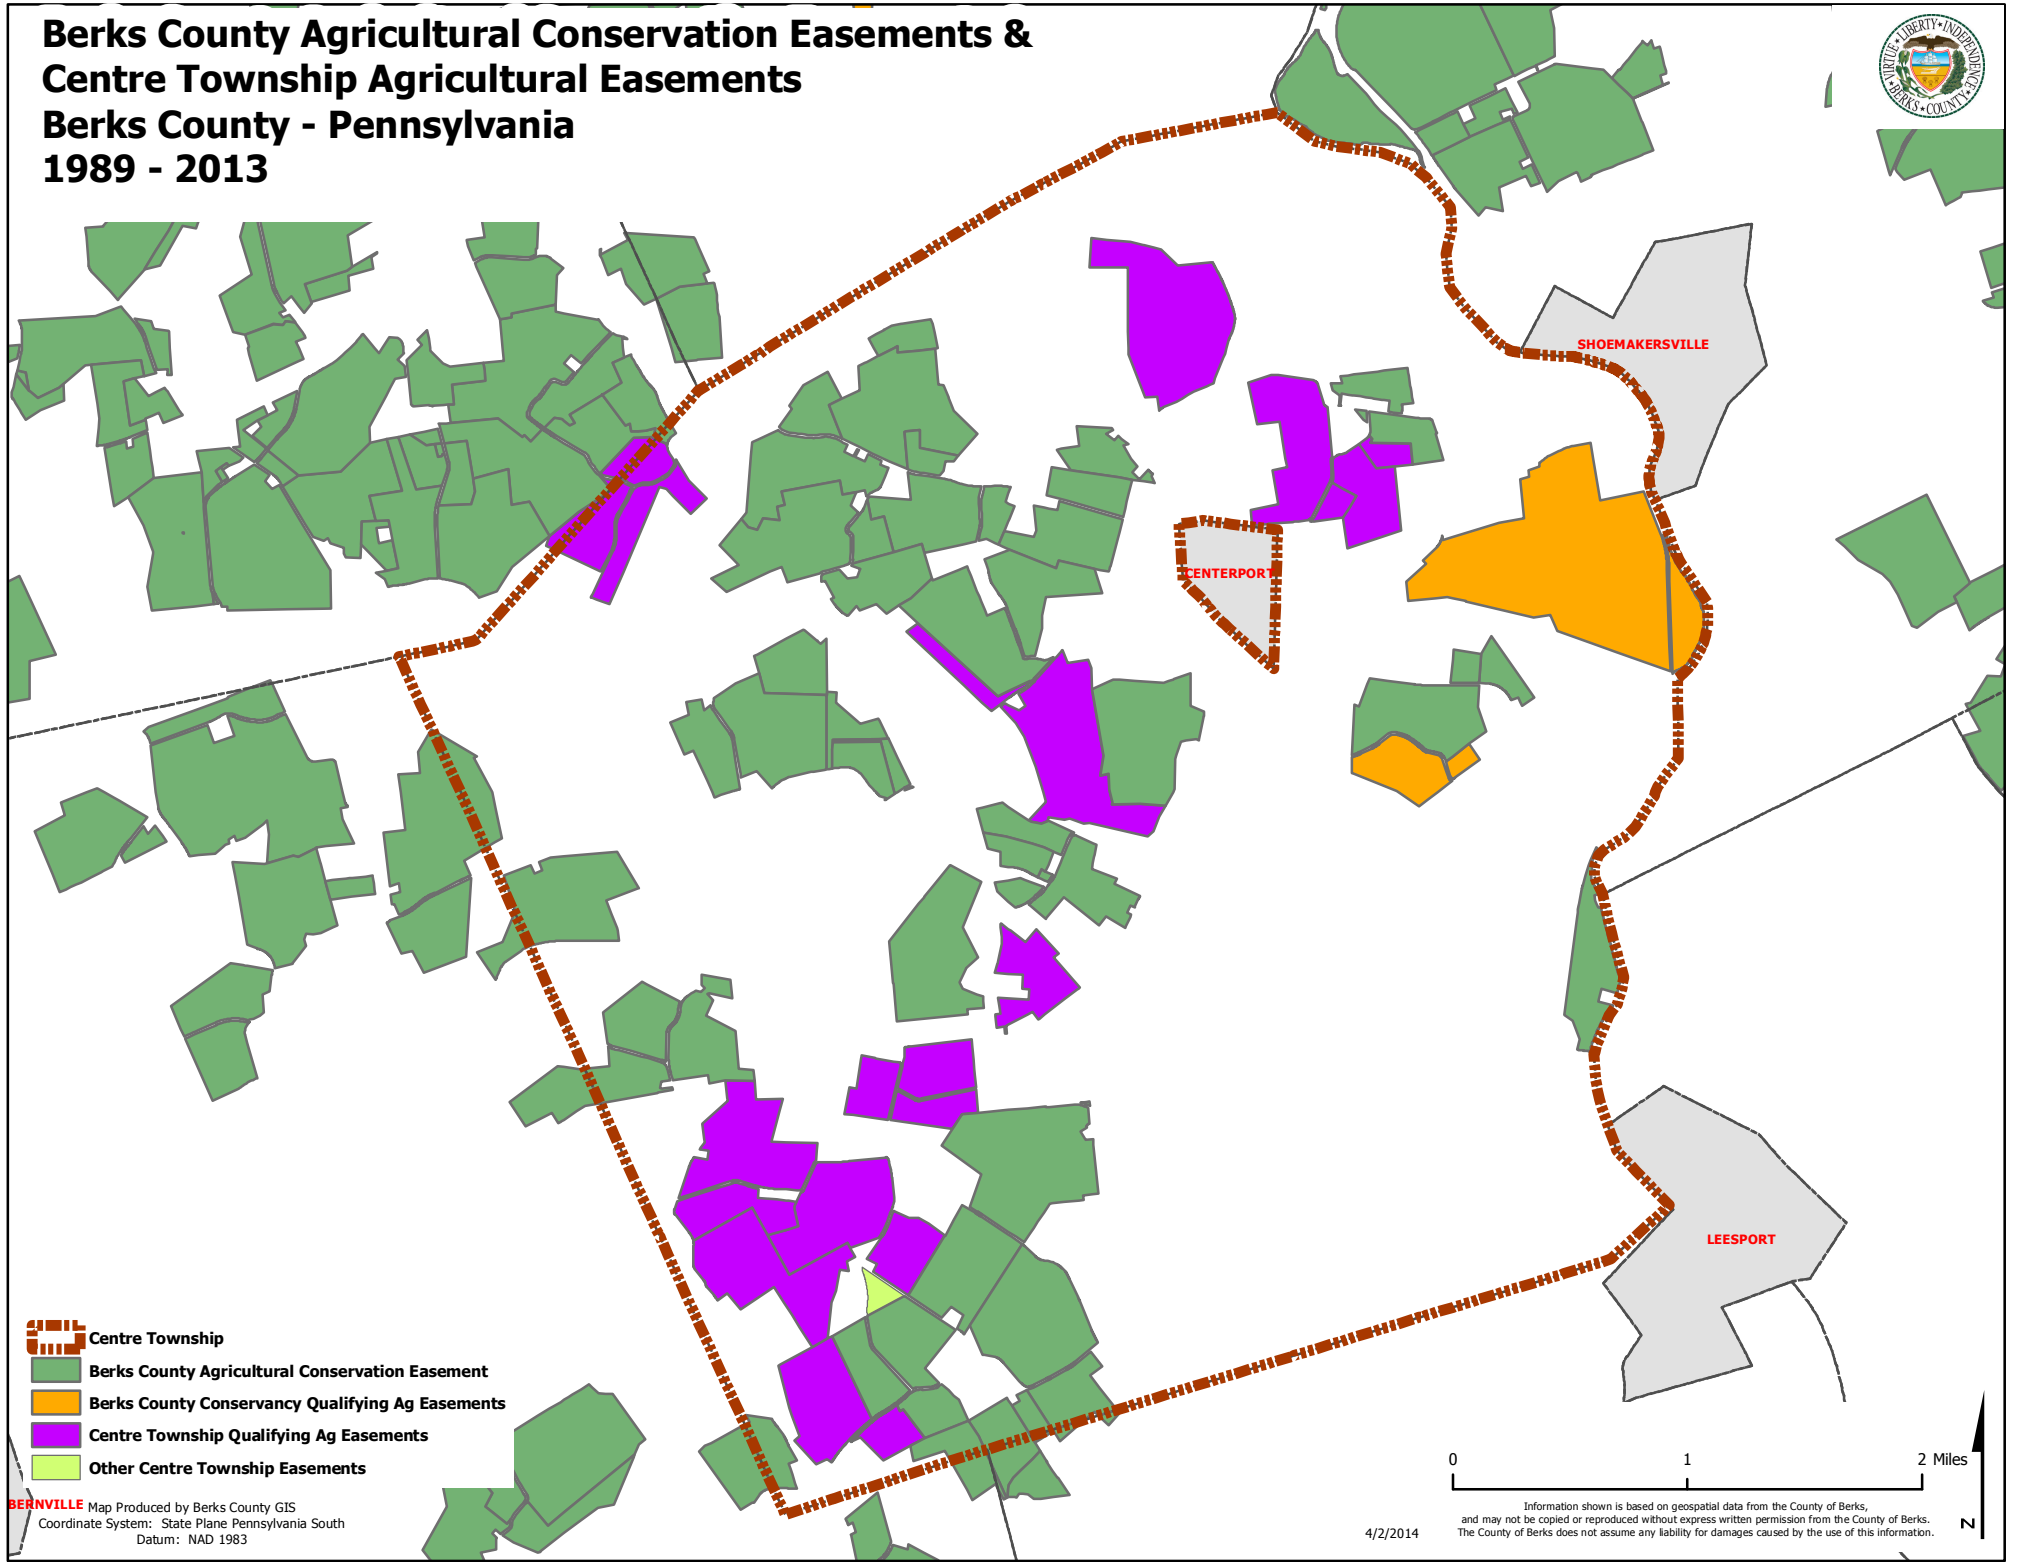 Berks County Agricultural Conservation Easements &
Centre Township Agricultural Easements
Berks County - Pennsylvania
1989 - 2013
VIRTUE • LIBERTY • INDEPENDENCE
• BERKS • COUNTY •
SHOEMAKERSVILLE
CENTERPORT
LEESPORT
Centre Township
Berks County Agricultural Conservation Easement
Berks County Conservancy Qualifying Ag Easements
Centre Township Qualifying Ag Easements
Other Centre Township Easements
BERNVILLE
Map Produced by Berks County GIS
Coordinate System: State Plane Pennsylvania South
Datum: NAD 1983
0 1 2 Miles
Information shown is based on geospatial data from the County of Berks,
and may not be copied or reproduced without express written permission from the County of Berks.
The County of Berks does not assume any liability for damages caused by the use of this information.
4/2/2014
N